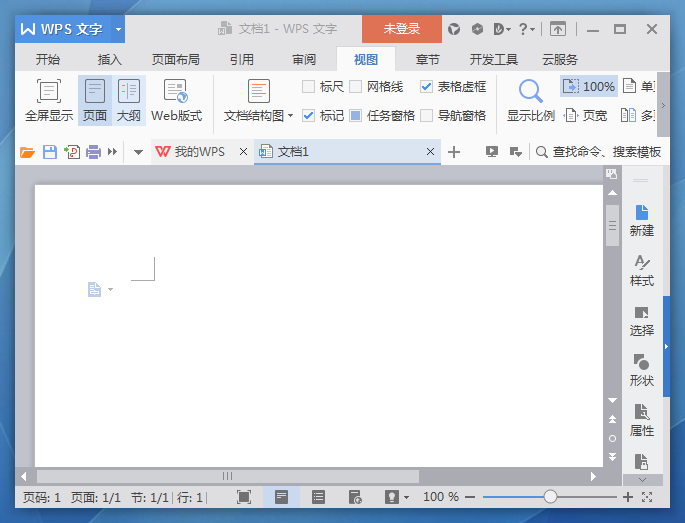 WPS 文字 文档1 - WPS 文字 未登录
开始 插入 页面布局 引用 审阅 视图 章节 开发工具 云服务
标尺 网格线 表格虚框 100%
标记 任务窗格 导航窗格 页宽
全屏显示 页面 大纲 Web版式 文档结构图 显示比例
我的WPS 文档1 查找命令、搜索模板
新建
样式
选择
形状
属性
页码: 1 页面: 1/1 节: 1/1 行: 1 100 %